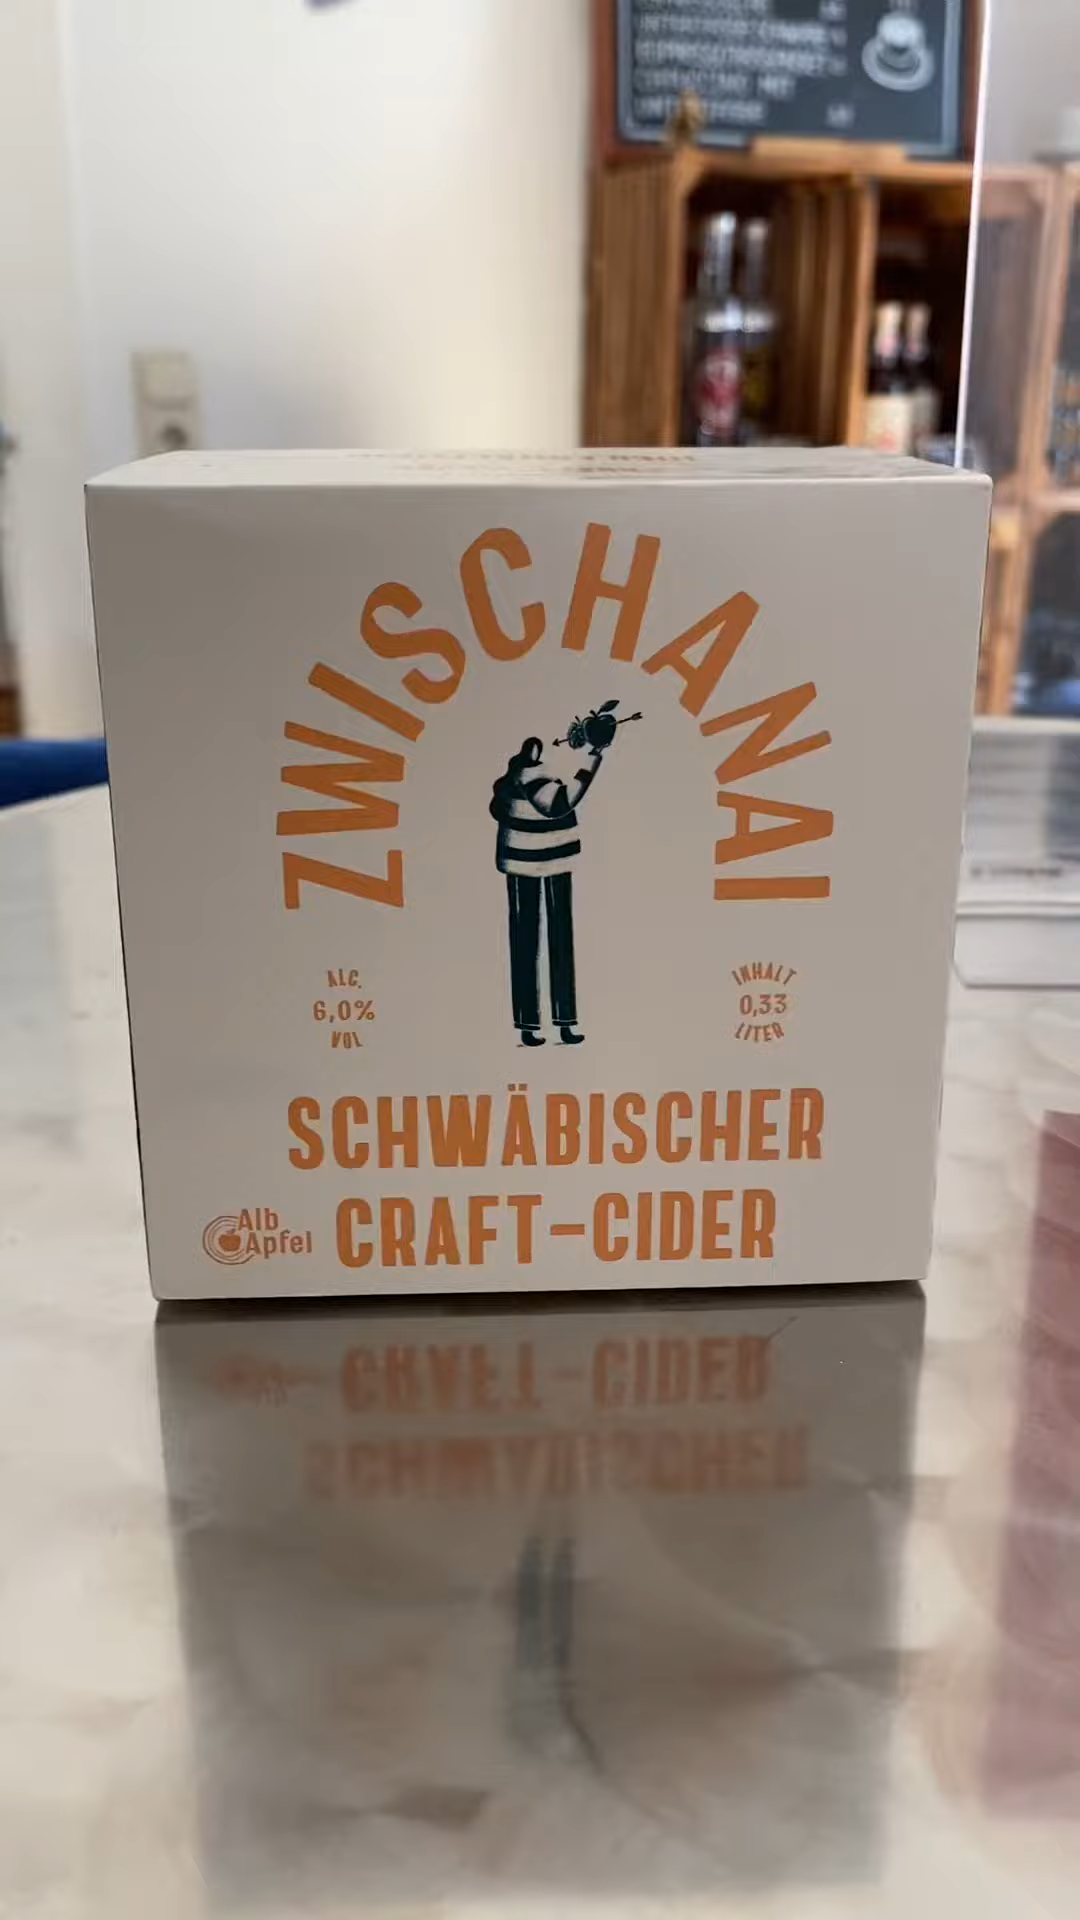 ZWISCHANAI
ALC.
6,0%
VOL
INHALT
0,33
LITER
SCHWÄBISCHER
CRAFT-CIDER
Alb
Apfel